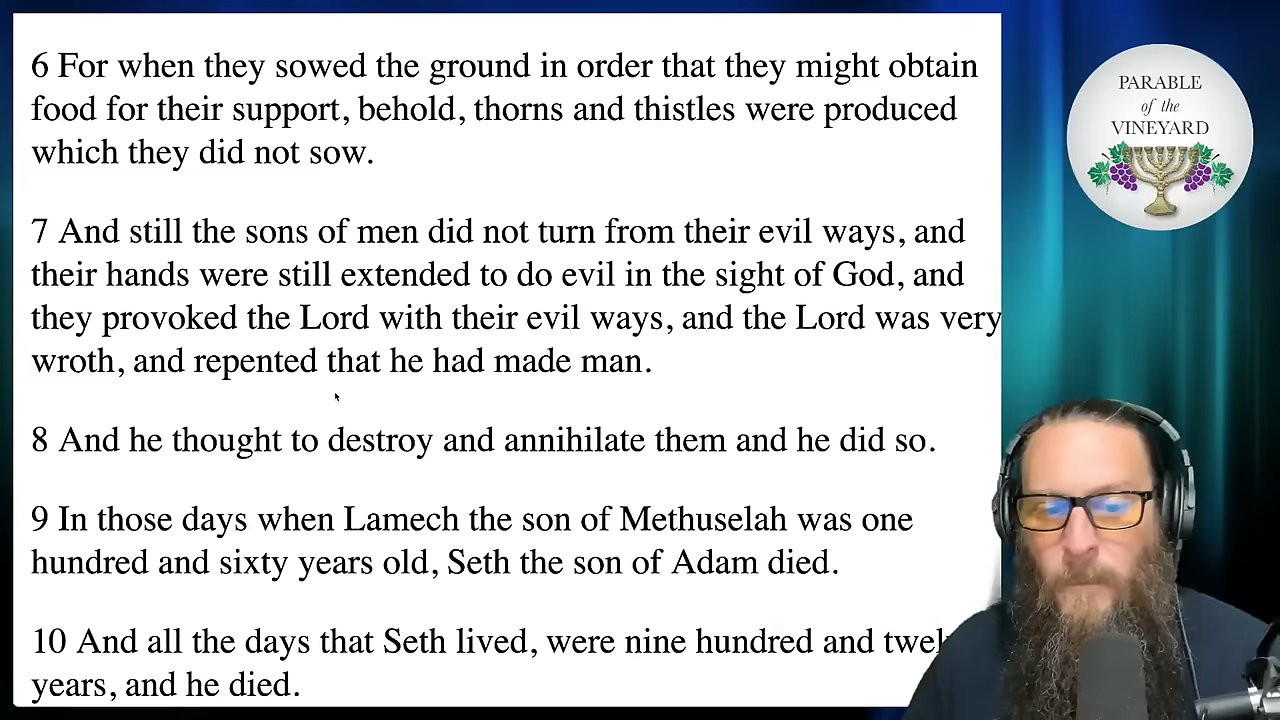 6 For when they sowed the ground in order that they might obtain
food for their support, behold, thorns and thistles were produced
which they did not sow.
7 And still the sons of men did not turn from their evil ways, and
their hands were still extended to do evil in the sight of God, and
they provoked the Lord with their evil ways, and the Lord was very
wroth, and repented that he had made man.
8 And he thought to destroy and annihilate them and he did so.
9 In those days when Lamech the son of Methuselah was one
hundred and sixty years old, Seth the son of Adam died.
10 And all the days that Seth lived, were nine hundred and
years, and he died.
PARABLE
of the
VINEYARD